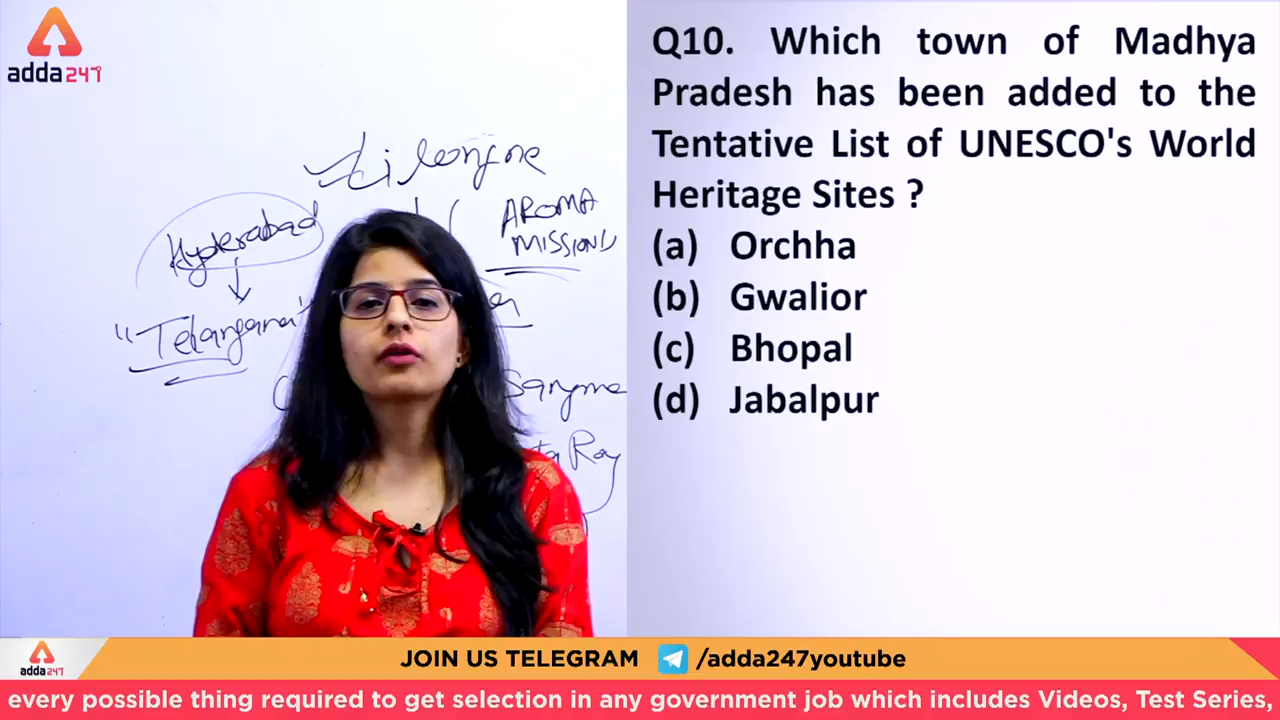 adda247
Hyderabad
AROMA
MISSION
"Telangana"
Q10. Which town of Madhya
Pradesh has been added to the
Tentative List of UNESCO's World
Heritage Sites ?
(a) Orchha
(b) Gwalior
(c) Bhopal
(d) Jabalpur
adda247
JOIN US TELEGRAM /adda247youtube
every possible thing required to get selection in any government job which includes Videos, Test Series,